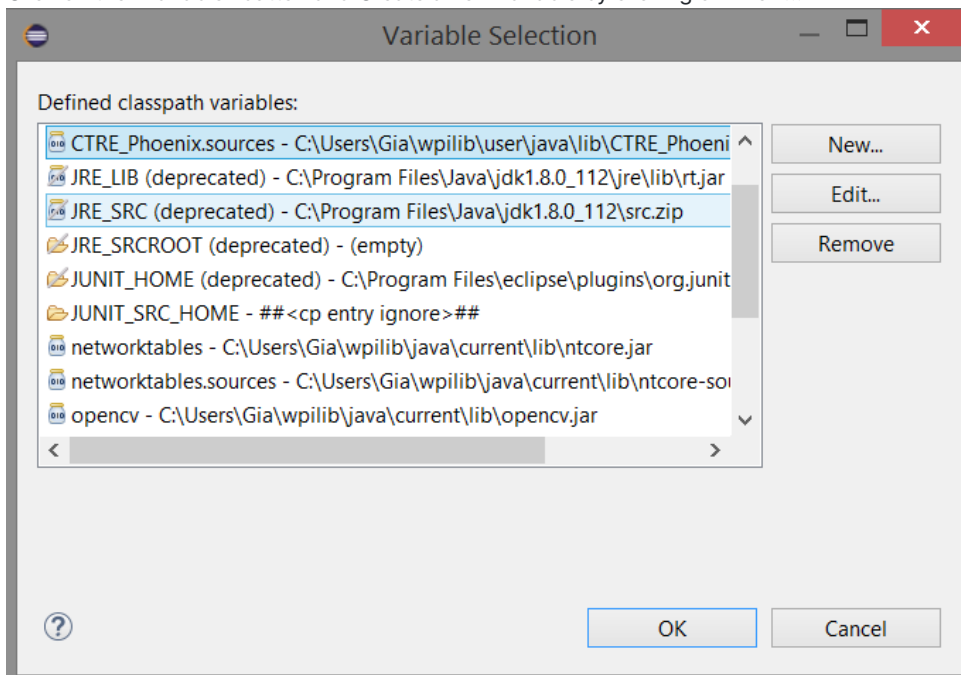 Variable Selection
Defined classpath variables:
CTRE_Phoenix.sources - C:\Users\Gia\wpilib\user\java\lib\CTRE_Phoeni
JRE_LIB (deprecated) - C:\Program Files\Java\jdk1.8.0_112\jre\lib\rt.jar
JRE_SRC (deprecated) - C:\Program Files\Java\jdk1.8.0_112\src.zip
JRE_SRCROOT (deprecated) - (empty)
JUNIT_HOME (deprecated) - C:\Program Files\eclipse\plugins\org.junit
JUNIT_SRC_HOME - ##<cp entry ignore>##
networktables - C:\Users\Gia\wpilib\java\current\lib\ntcore.jar
networktables.sources - C:\Users\Gia\wpilib\java\current\lib\ntcore-sou
opencv - C:\Users\Gia\wpilib\java\current\lib\opencv.jar
New...
Edit...
Remove
OK
Cancel